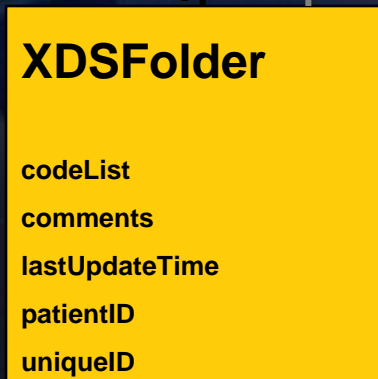 XDSFolder
codeList
comments
lastUpdateTime
patientID
uniqueID